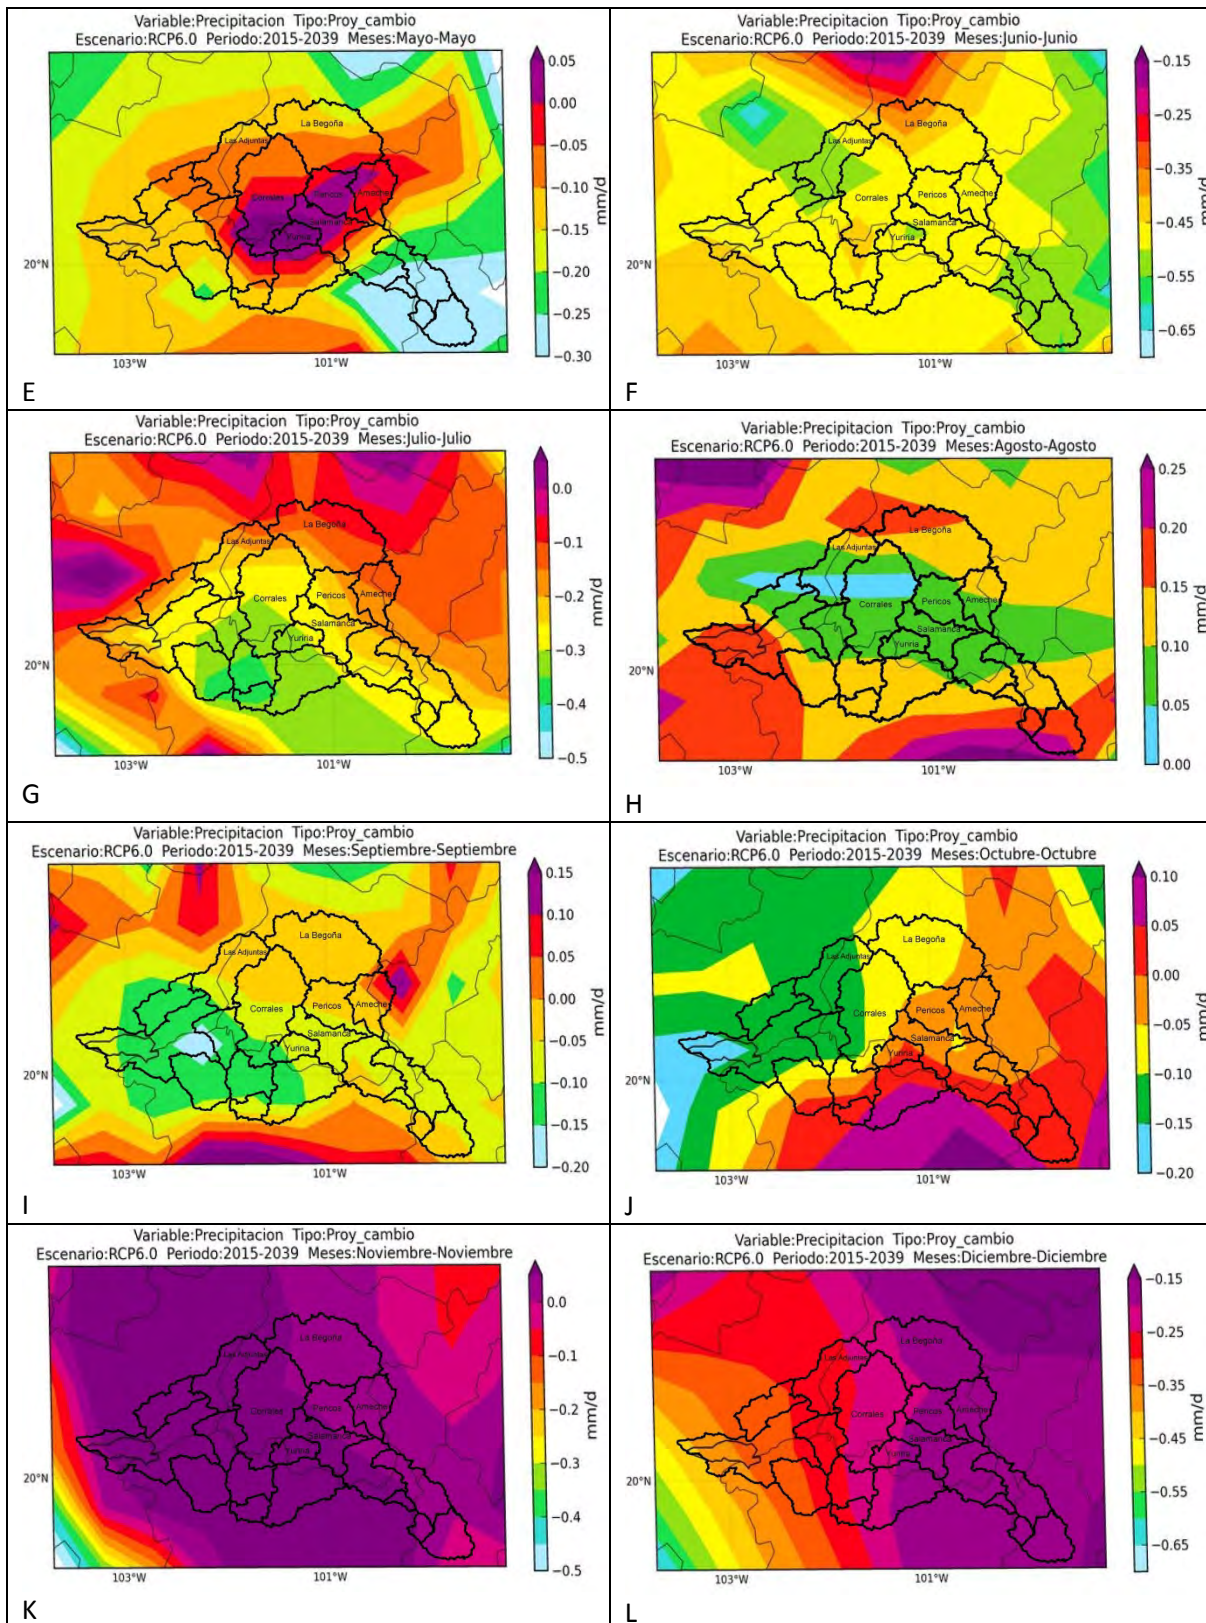 Variable:Precipitacion Tipo:Proy_cambio
Escenario:RCP6.0 Periodo:2015-2039 Meses:Mayo-Mayo
La Begoña
Las Adjuntas
Corrales
Pericos
Ameche
Salamanca
Yuriria
20°N
103°W
101°W
0.05
0.00
−0.05
−0.10
−0.15
−0.20
−0.25
−0.30
mm/d
E
Variable:Precipitacion Tipo:Proy_cambio
Escenario:RCP6.0 Periodo:2015-2039 Meses:Junio-Junio
La Begoña
Las Adjuntas
Corrales
Pericos
Ameche
Salamanca
Yuriria
20°N
103°W
101°W
−0.15
−0.25
−0.35
−0.45
−0.55
−0.65
mm/d
F
Variable:Precipitacion Tipo:Proy_cambio
Escenario:RCP6.0 Periodo:2015-2039 Meses:Julio-Julio
La Begoña
Las Adjuntas
Corrales
Pericos
Ameche
Salamanca
Yuriria
20°N
103°W
101°W
0.0
−0.1
−0.2
−0.3
−0.4
−0.5
mm/d
G
Variable:Precipitacion Tipo:Proy_cambio
Escenario:RCP6.0 Periodo:2015-2039 Meses:Agosto-Agosto
La Begoña
Las Adjuntas
Corrales
Pericos
Ameche
Salamanca
Yuriria
20°N
103°W
101°W
0.25
0.20
0.15
0.10
0.05
0.00
mm/d
H
Variable:Precipitacion Tipo:Proy_cambio
Escenario:RCP6.0 Periodo:2015-2039 Meses:Septiembre-Septiembre
La Begoña
Las Adjuntas
Corrales
Pericos
Ameche
Salamanca
Yuriria
20°N
103°W
101°W
0.15
0.10
0.05
0.00
−0.05
−0.10
−0.15
−0.20
mm/d
I
Variable:Precipitacion Tipo:Proy_cambio
Escenario:RCP6.0 Periodo:2015-2039 Meses:Octubre-Octubre
La Begoña
Las Adjuntas
Corrales
Pericos
Ameche
Salamanca
Yuriria
20°N
103°W
101°W
0.10
0.05
0.00
−0.05
−0.10
−0.15
−0.20
mm/d
J
Variable:Precipitacion Tipo:Proy_cambio
Escenario:RCP6.0 Periodo:2015-2039 Meses:Noviembre-Noviembre
La Begoña
Las Adjuntas
Corrales
Pericos
Ameche
Salamanca
Yuriria
20°N
103°W
101°W
0.0
−0.1
−0.2
−0.3
−0.4
−0.5
mm/d
K
Variable:Precipitacion Tipo:Proy_cambio
Escenario:RCP6.0 Periodo:2015-2039 Meses:Diciembre-Diciembre
La Begoña
Las Adjuntas
Corrales
Pericos
Ameche
Salamanca
Yuriria
20°N
103°W
101°W
−0.15
−0.25
−0.35
−0.45
−0.55
−0.65
mm/d
L